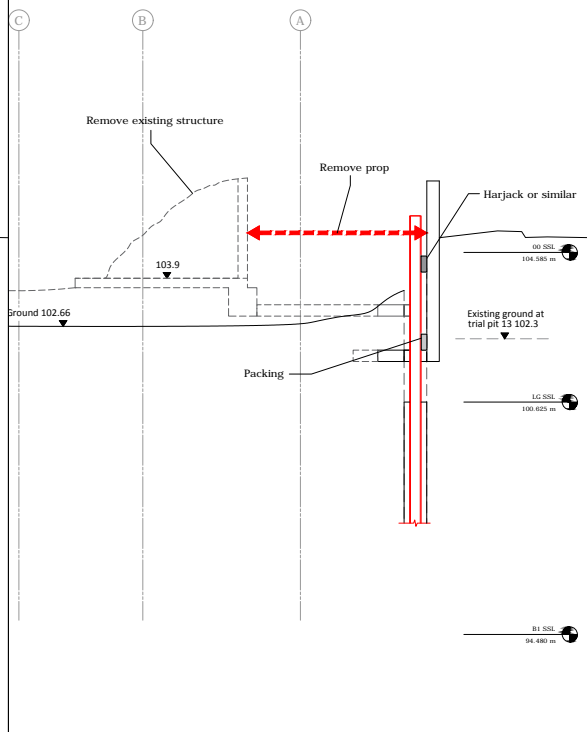 C
B
A
Remove existing structure
Remove prop
Harjack or similar
00 SSL
104.585 m
103.9
Ground 102.66
Existing ground at
trial pit 13 102.3
Packing
LG SSL
100.625 m
B1 SSL
94.480 m